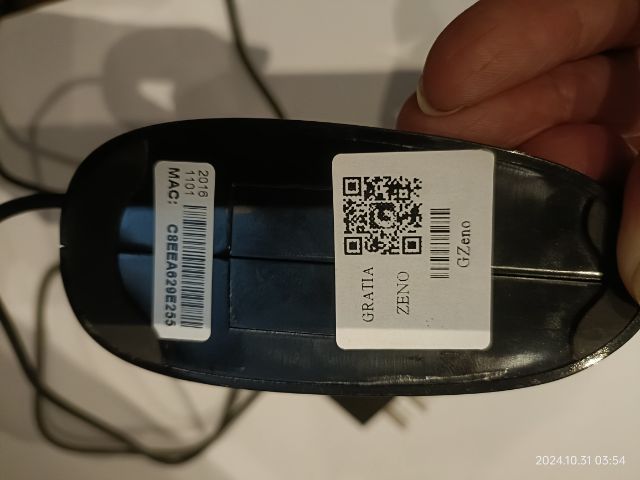 2016
1101
MAC: C8EEA629E255
GRATIA
ZENO
GZeno
2024.10.31 03:54